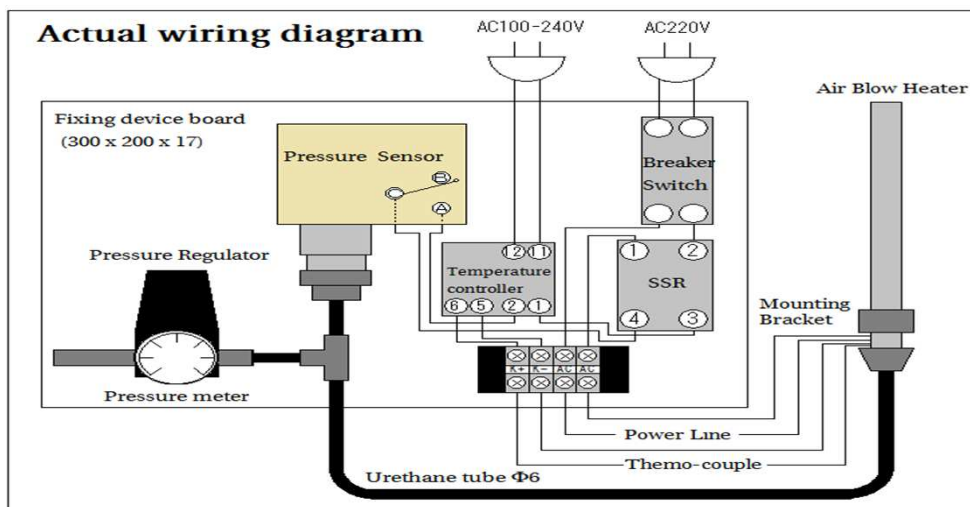 Actual wiring diagram
AC100-240V
AC220V
Air Blow Heater
Fixing device board
(300 x 200 x 17)
Pressure Sensor
B
A
Breaker
Switch
Pressure Regulator
12 11
Temperature
controller
6 5 2 1
1 2
SSR
4 3
Mounting
Bracket
K+ K- AC AC
Pressure meter
Power Line
Themo-couple
Urethane tube Φ6